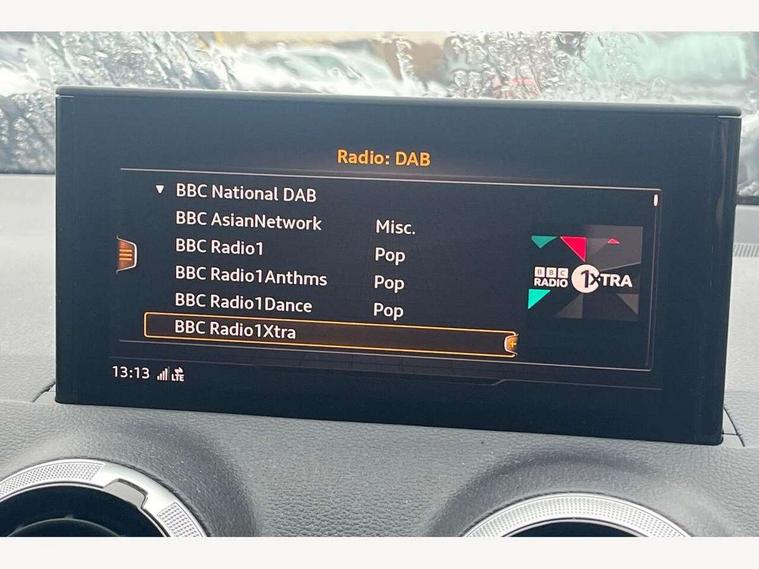 Radio: DAB
▼ BBC National DAB
BBC AsianNetwork Misc.
BBC Radio1 Pop
BBC Radio1Anthms Pop
BBC Radio1Dance Pop
BBC Radio1Xtra
BBC
RADIO 1XTRA
13:13 LTE